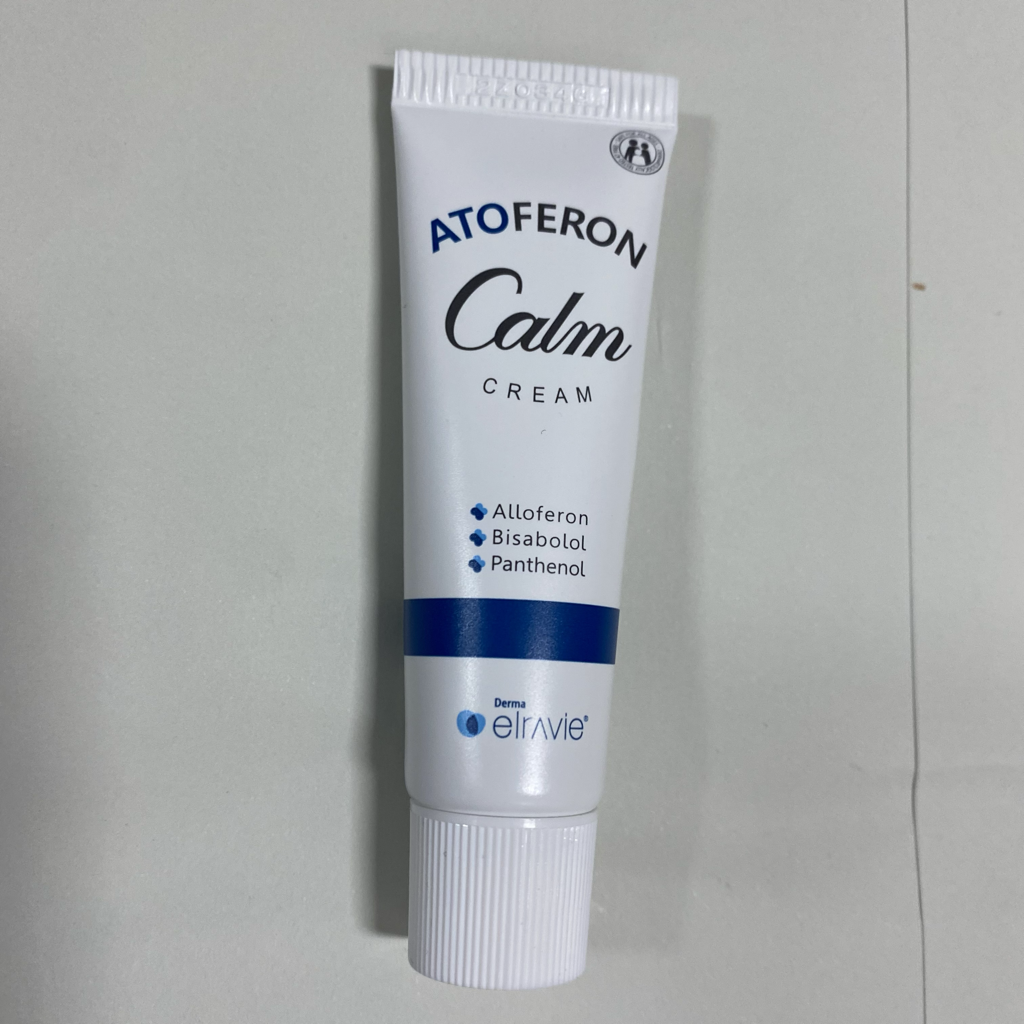 ATOFERON
Calm
CREAM
Alloferon
Bisabolol
Panthenol
Derma
elravie®